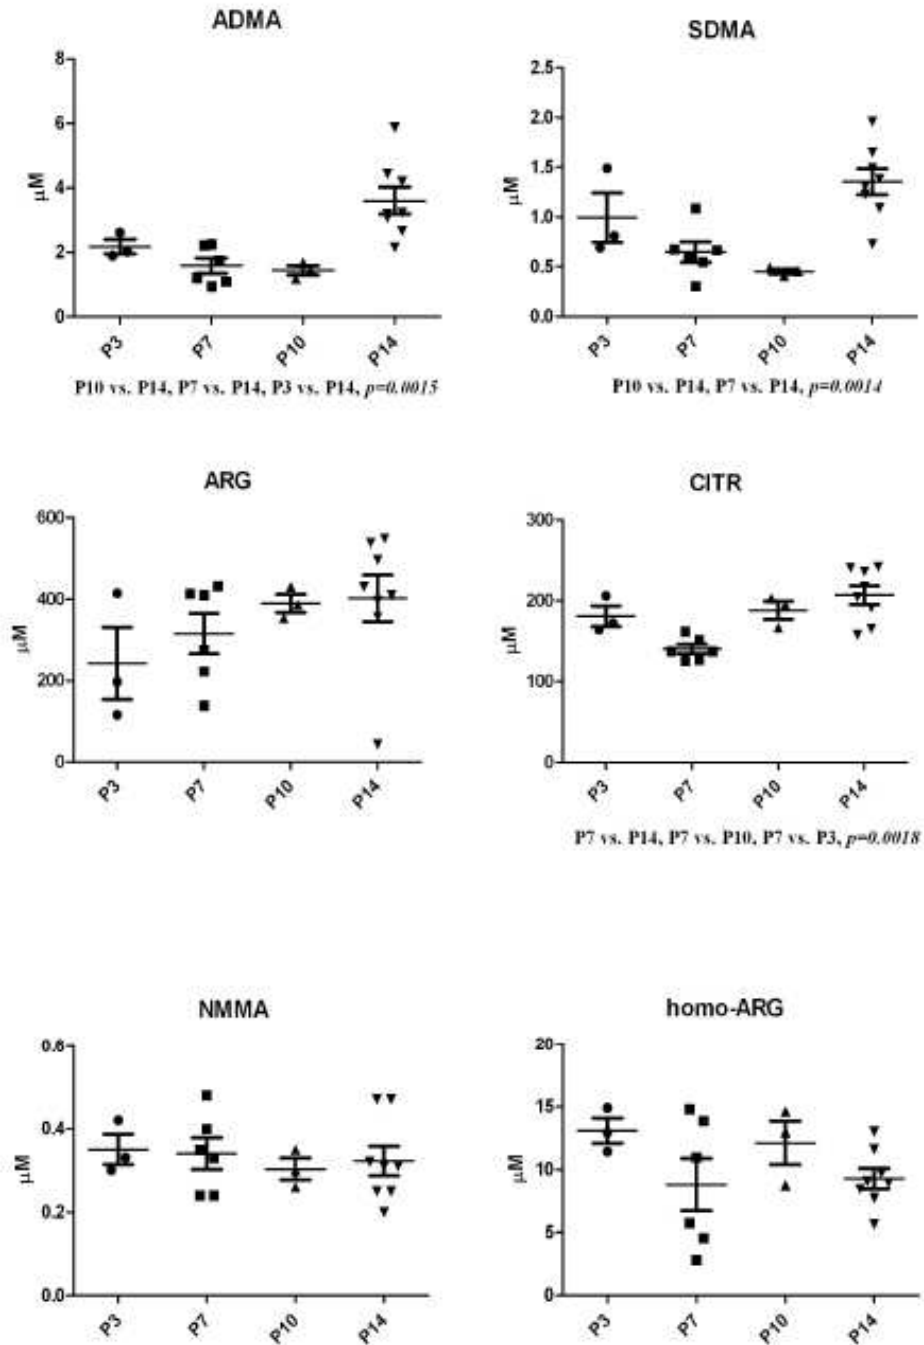 ADMA
8
6
4
2
0
μM
P3 P7 P10 P14
P10 vs. P14, P7 vs. P14, P3 vs. P14, p=0.0015
SDMA
2.5
2.0
1.5
1.0
0.5
0.0
μM
P3 P7 P10 P14
P10 vs. P14, P7 vs. P14, p=0.0014
ARG
600
400
200
0
μM
P3 P7 P10 P14
CITR
300
200
100
0
μM
P3 P7 P10 P14
P7 vs. P14, P7 vs. P10, P7 vs. P3, p=0.0018
NMMA
0.6
0.4
0.2
0.0
μM
P3 P7 P10 P14
homo-ARG
20
15
10
5
0
μM
P3 P7 P10 P14